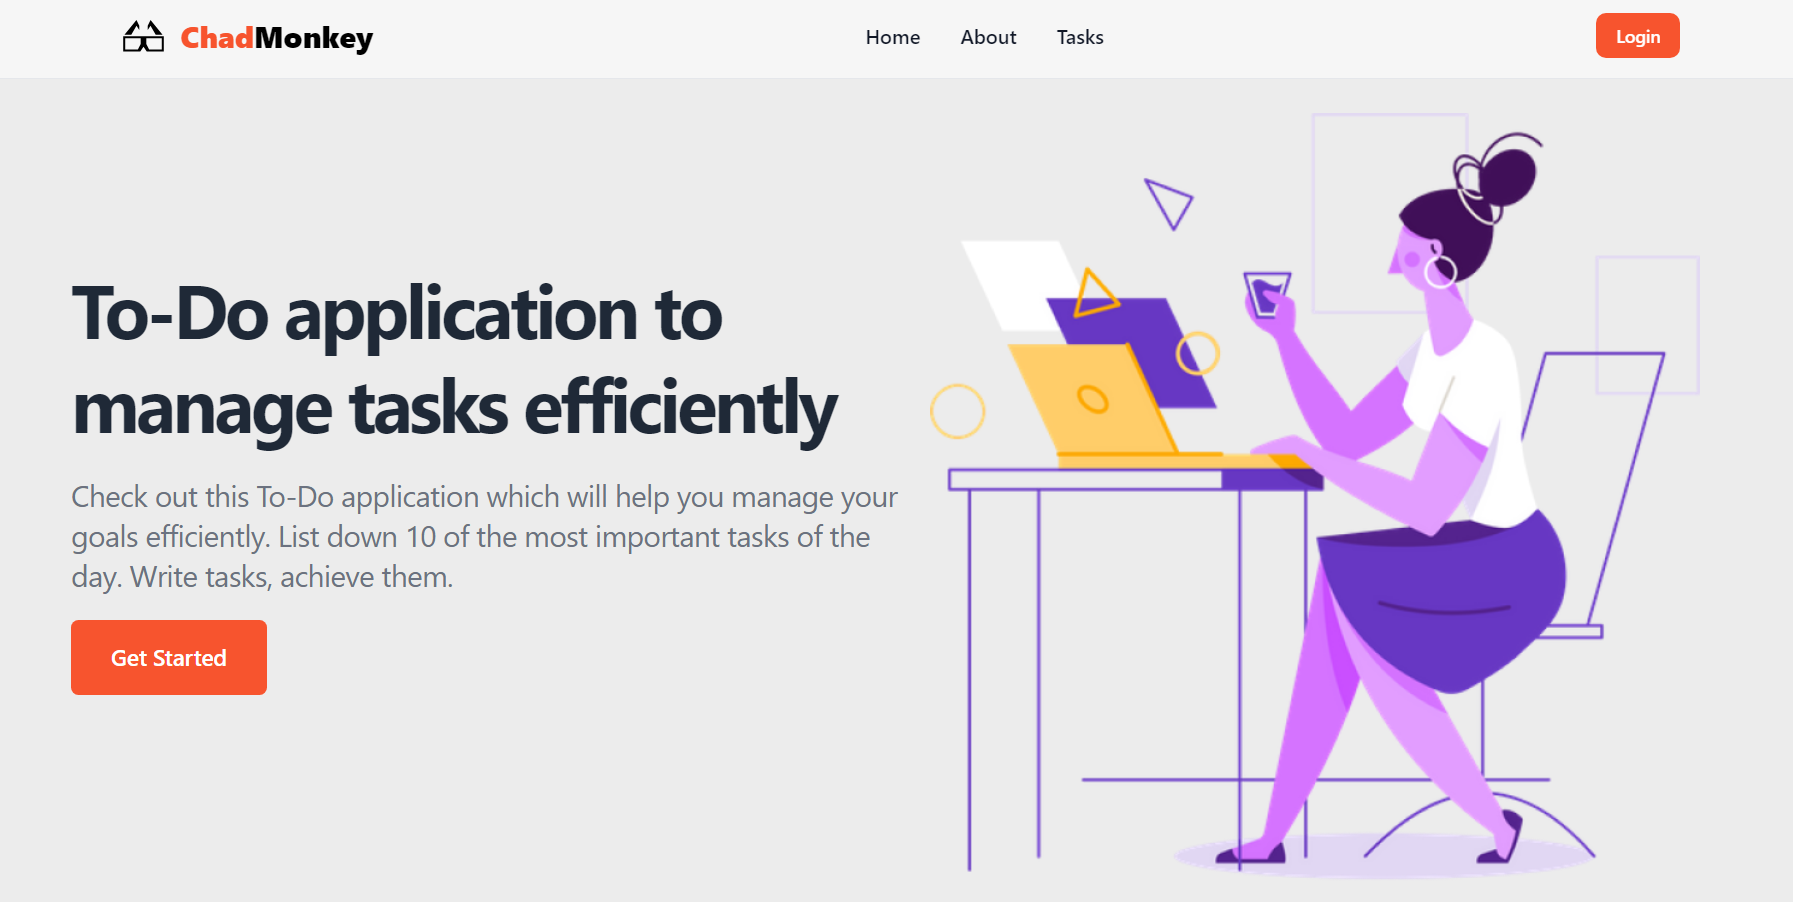 ChadMonkey
Home About Tasks
Login
To-Do application to
manage tasks efficiently
Check out this To-Do application which will help you manage your
goals efficiently. List down 10 of the most important tasks of the
day. Write tasks, achieve them.
Get Started